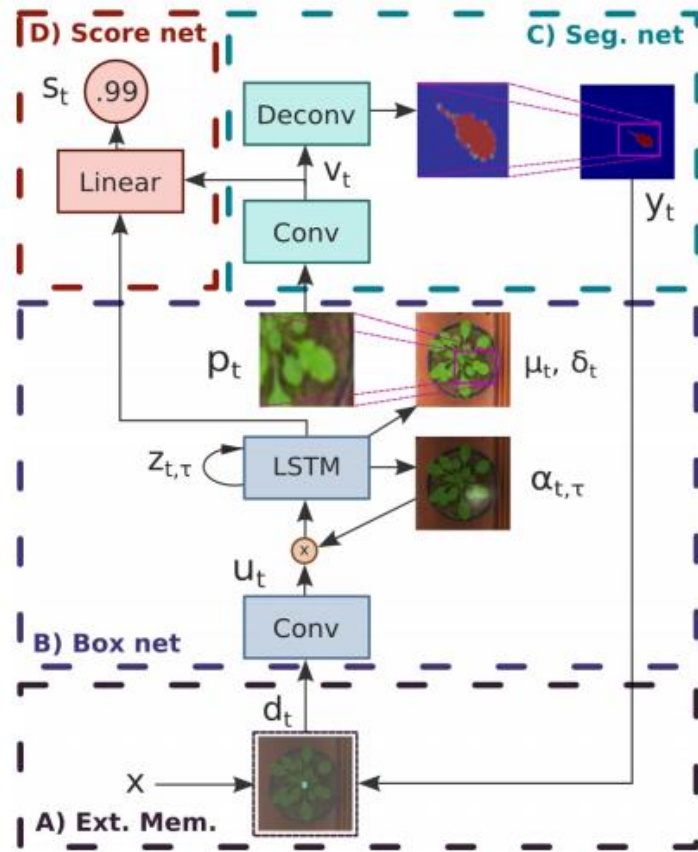 D) Score net
C) Seg. net
s_t
.99
Deconv
Linear
v_t
y_t
Conv
p_t
μ_t, δ_t
z_t,τ
LSTM
α_t,τ
x
u_t
Conv
B) Box net
d_t
x
A) Ext. Mem.